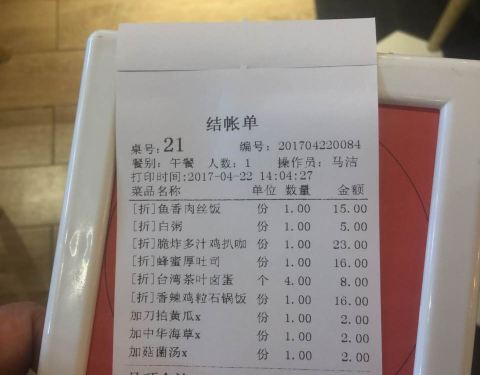 结帐单
桌号:21 编号: 201704220084
餐别: 午餐 人数: 1 操作员: 马洁
打印时间:2017-04-22 14:04:27
菜品名称 单位 数量 金额
[折]鱼香肉丝饭 份 1.00 15.00
[折]白粥 份 1.00 5.00
[折]脆炸多汁鸡扒咖 份 1.00 23.00
[折]蜂蜜厚吐司 份 1.00 16.00
[折]台湾茶叶卤蛋 个 4.00 8.00
[折]香辣鸡粒石锅饭 份 1.00 16.00
加刀拍黄瓜x 份 1.00 2.00
加中华海草x 份 1.00 2.00
加菇菌汤x 份 1.00 2.00